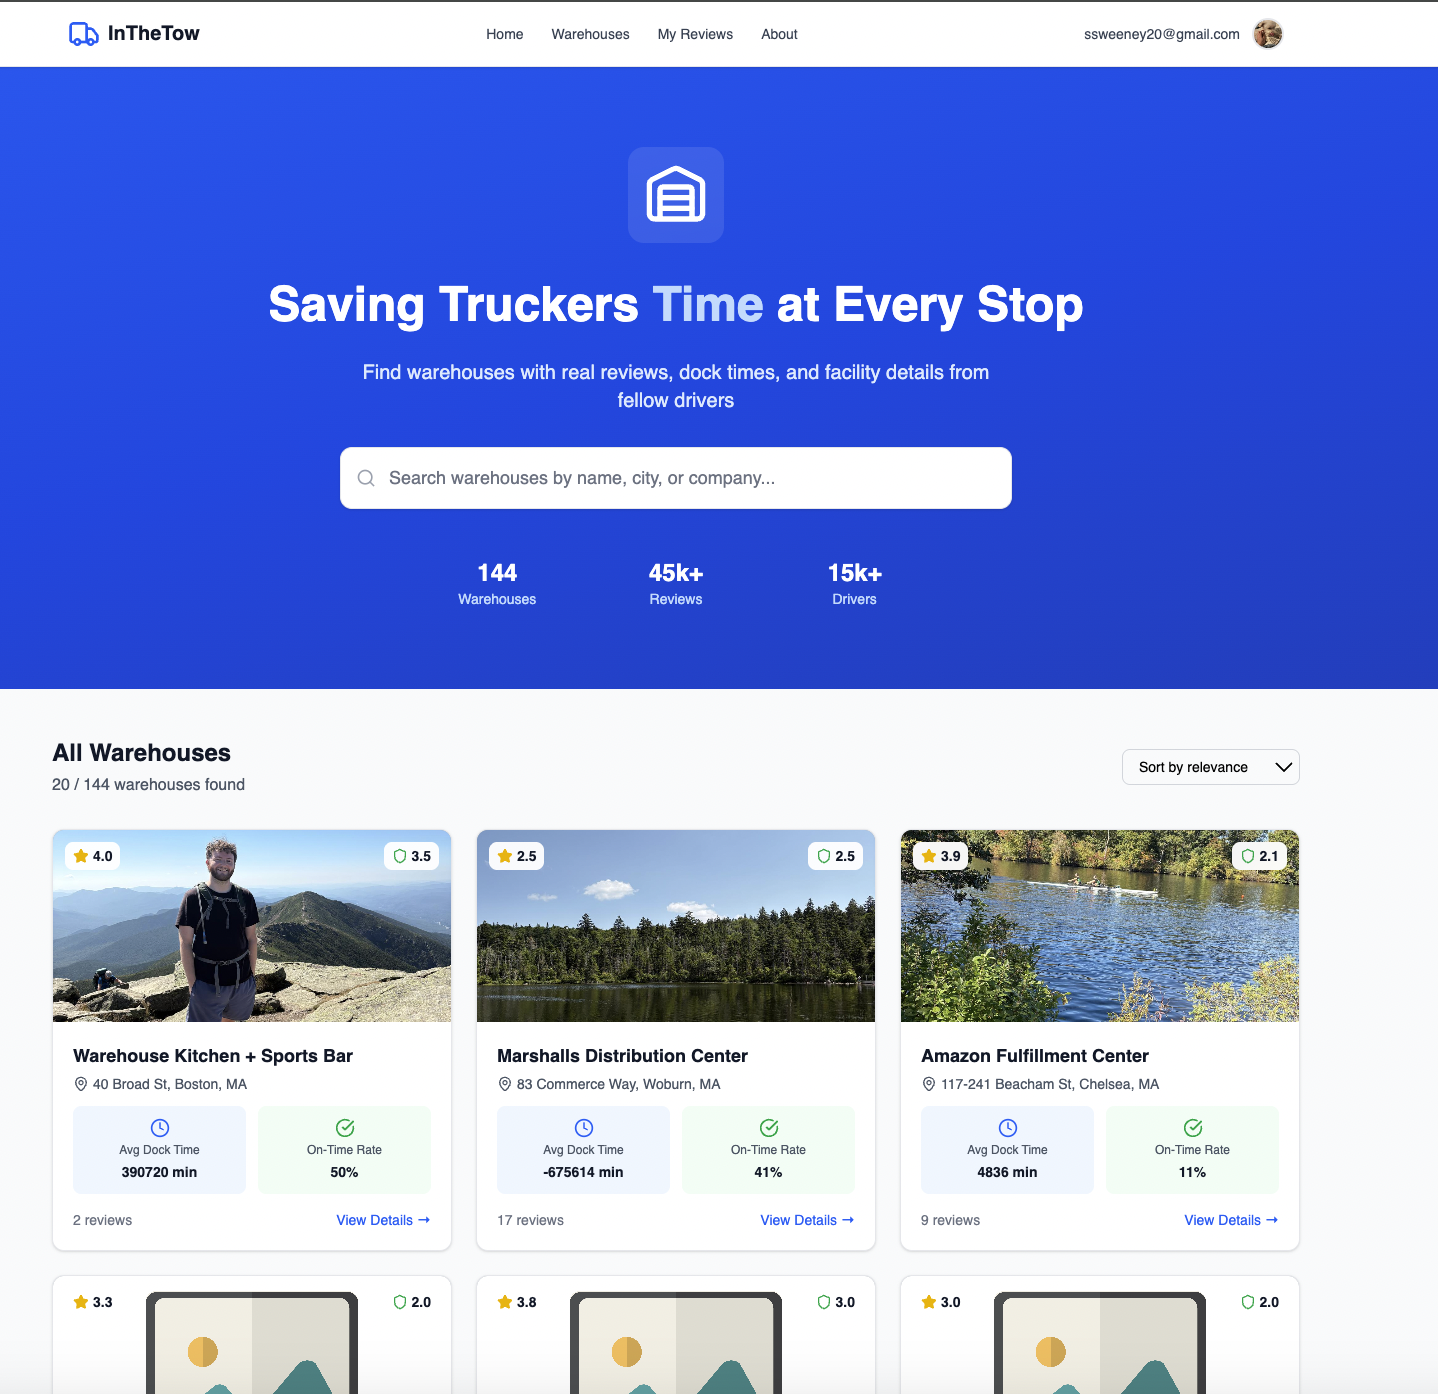 InTheTow
Home Warehouses My Reviews About
ssweeney20@gmail.com
Saving Truckers Time at Every Stop
Find warehouses with real reviews, dock times, and facility details from
fellow drivers
Search warehouses by name, city, or company...
144 45k+ 15k+
Warehouses Reviews Drivers
All Warehouses
20 / 144 warehouses found
Sort by relevance
4.0 3.5
Warehouse Kitchen + Sports Bar
40 Broad St, Boston, MA
Avg Dock Time On-Time Rate
390720 min 50%
2 reviews View Details →
2.5 2.5
Marshalls Distribution Center
83 Commerce Way, Woburn, MA
Avg Dock Time On-Time Rate
-675614 min 41%
17 reviews View Details →
3.9 2.1
Amazon Fulfillment Center
117-241 Beacham St, Chelsea, MA
Avg Dock Time On-Time Rate
4836 min 11%
9 reviews View Details →
3.3 2.0
3.8 3.0
3.0 2.0